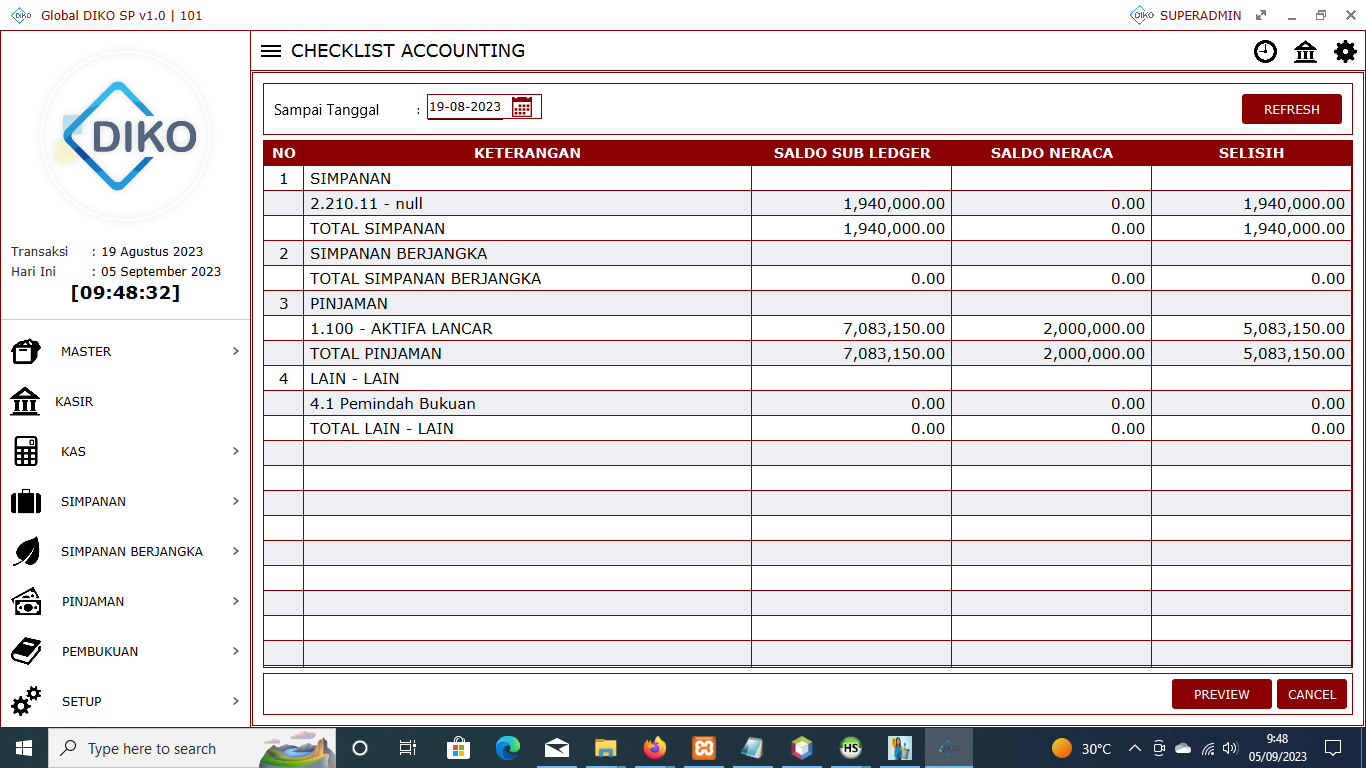 DIKO Global DIKO SP v1.0 | 101
DIKO SUPERADMIN
DIKO
Transaksi : 19 Agustus 2023
Hari Ini : 05 September 2023
[09:48:32]
MASTER
KASIR
KAS
SIMPANAN
SIMPANAN BERJANGKA
PINJAMAN
PEMBUKUAN
SETUP
CHECKLIST ACCOUNTING
Sampai Tanggal : 19-08-2023
REFRESH
NO KETERANGAN SALDO SUB LEDGER SALDO NERACA SELISIH
1 SIMPANAN
2.210.11 - null 1,940,000.00 0.00 1,940,000.00
TOTAL SIMPANAN 1,940,000.00 0.00 1,940,000.00
2 SIMPANAN BERJANGKA
TOTAL SIMPANAN BERJANGKA 0.00 0.00 0.00
3 PINJAMAN
1.100 - AKTIFA LANCAR 7,083,150.00 2,000,000.00 5,083,150.00
TOTAL PINJAMAN 7,083,150.00 2,000,000.00 5,083,150.00
4 LAIN - LAIN
4.1 Pemindah Bukuan 0.00 0.00 0.00
TOTAL LAIN - LAIN 0.00 0.00 0.00
PREVIEW CANCEL
Type here to search
HS
30°C
9:48
05/09/2023